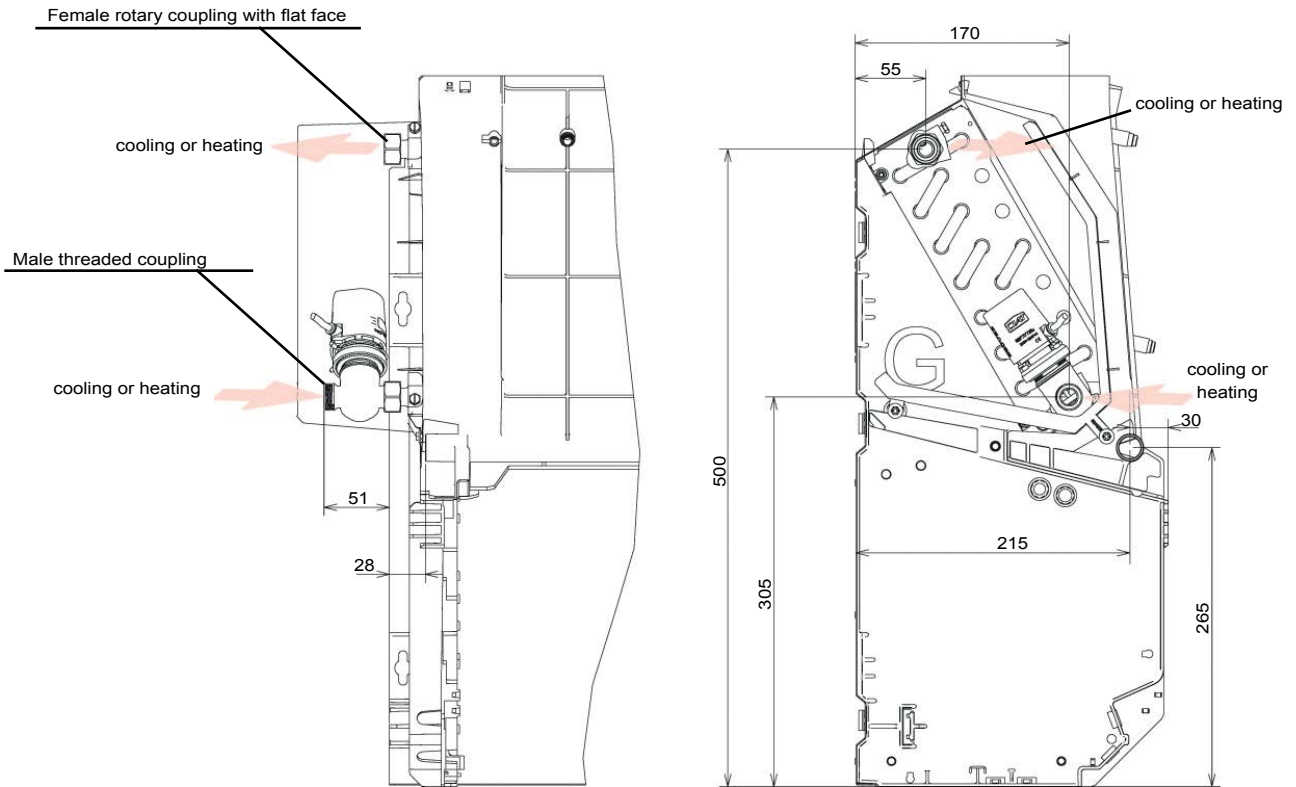 Female rotary coupling with flat face
cooling or heating
Male threaded coupling
cooling or heating
51
28
170
55
cooling or heating
G
cooling or
heating
30
500
305
215
265